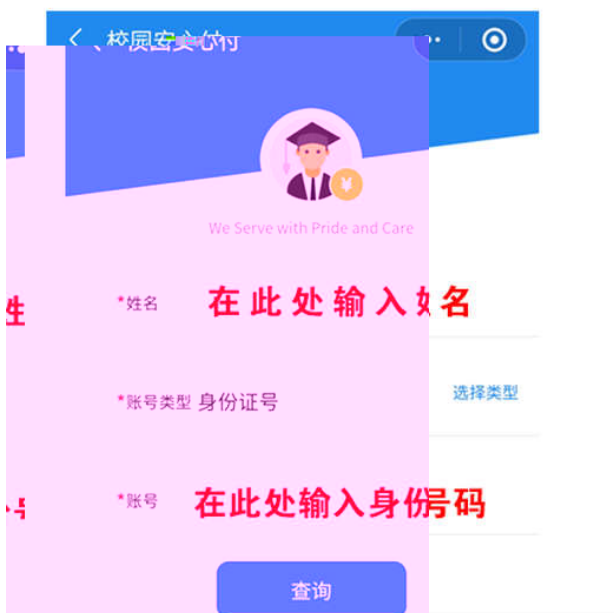 校园安心付
We Serve with Pride and Care
*姓名 在此处输入姓名
*账号类型 身份证号 选择类型
*账号 在此处输入身份号码
查询